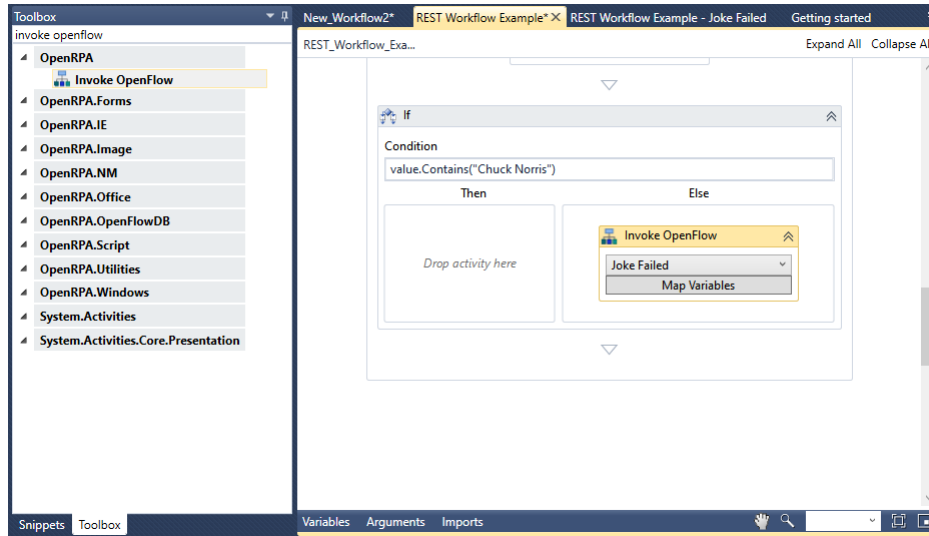 Toolbox
invoke openflow
OpenRPA
Invoke OpenFlow
OpenRPA.Forms
OpenRPA.IE
OpenRPA.Image
OpenRPA.NM
OpenRPA.Office
OpenRPA.OpenFlowDB
OpenRPA.Script
OpenRPA.Utilities
OpenRPA.Windows
System.Activities
System.Activities.Core.Presentation
Snippets Toolbox
New_Workflow2* REST Workflow Example* REST Workflow Example - Joke Failed Getting started
REST_Workflow_Exa... Expand All Collapse Al
If
Condition
value.Contains("Chuck Norris")
Then Else
Drop activity here
Invoke OpenFlow
Joke Failed
Map Variables
Variables Arguments Imports